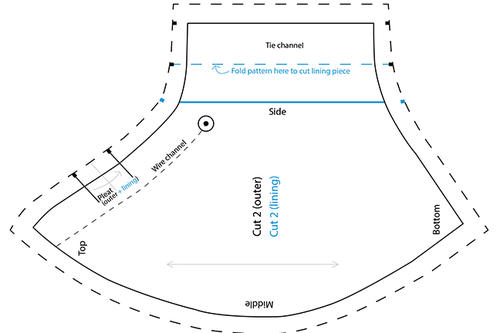 Tie channel
Fold pattern here to cut lining piece
Side
Wire channel
Pleat
(outer + lining)
Cut 2 (outer)
Cut 2 (lining)
Top
Bottom
Middle